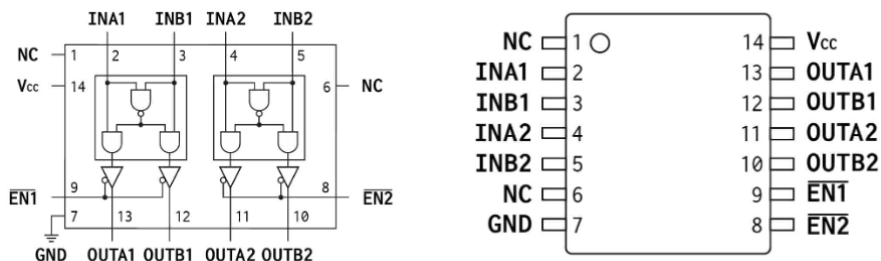 INA1 INB1 INA2 INB2
NC 1 2 3 4 5
Vcc 14 6 NC
EN1 9 8 EN2
7 13 12 11 10
GND OUTA1 OUTB1 OUTA2 OUTB2
NC 1 14 Vcc
INA1 2 13 OUTA1
INB1 3 12 OUTB1
INA2 4 11 OUTA2
INB2 5 10 OUTB2
NC 6 9 EN1
GND 7 8 EN2